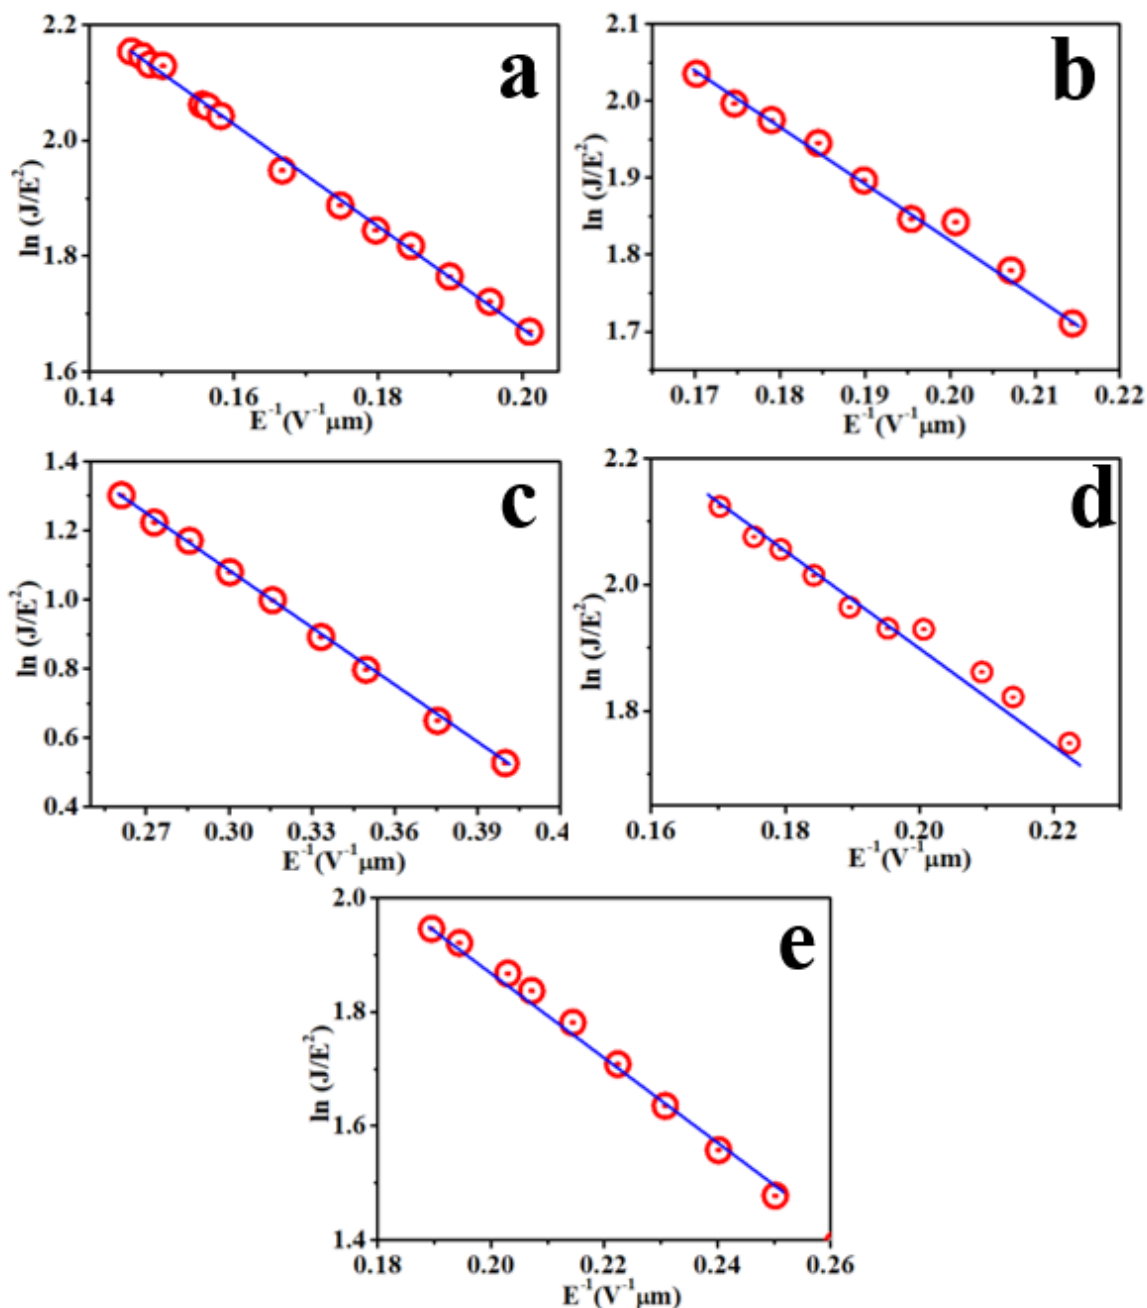 a
2.2
2.0
1.8
1.6
ln (J/E²)
0.14 0.16 0.18 0.20
E⁻¹(V⁻¹μm)
b
2.1
2.0
1.9
1.8
1.7
ln (J/E²)
0.17 0.18 0.19 0.20 0.21 0.22
E⁻¹(V⁻¹μm)
c
1.4
1.2
1.0
0.8
0.6
0.4
ln (J/E²)
0.27 0.30 0.33 0.36 0.39 0.4
E⁻¹(V⁻¹μm)
d
2.2
2.0
1.8
ln (J/E²)
0.16 0.18 0.20 0.22
E⁻¹(V⁻¹μm)
e
2.0
1.8
1.6
1.4
ln (J/E²)
0.18 0.20 0.22 0.24 0.26
E⁻¹(V⁻¹μm)